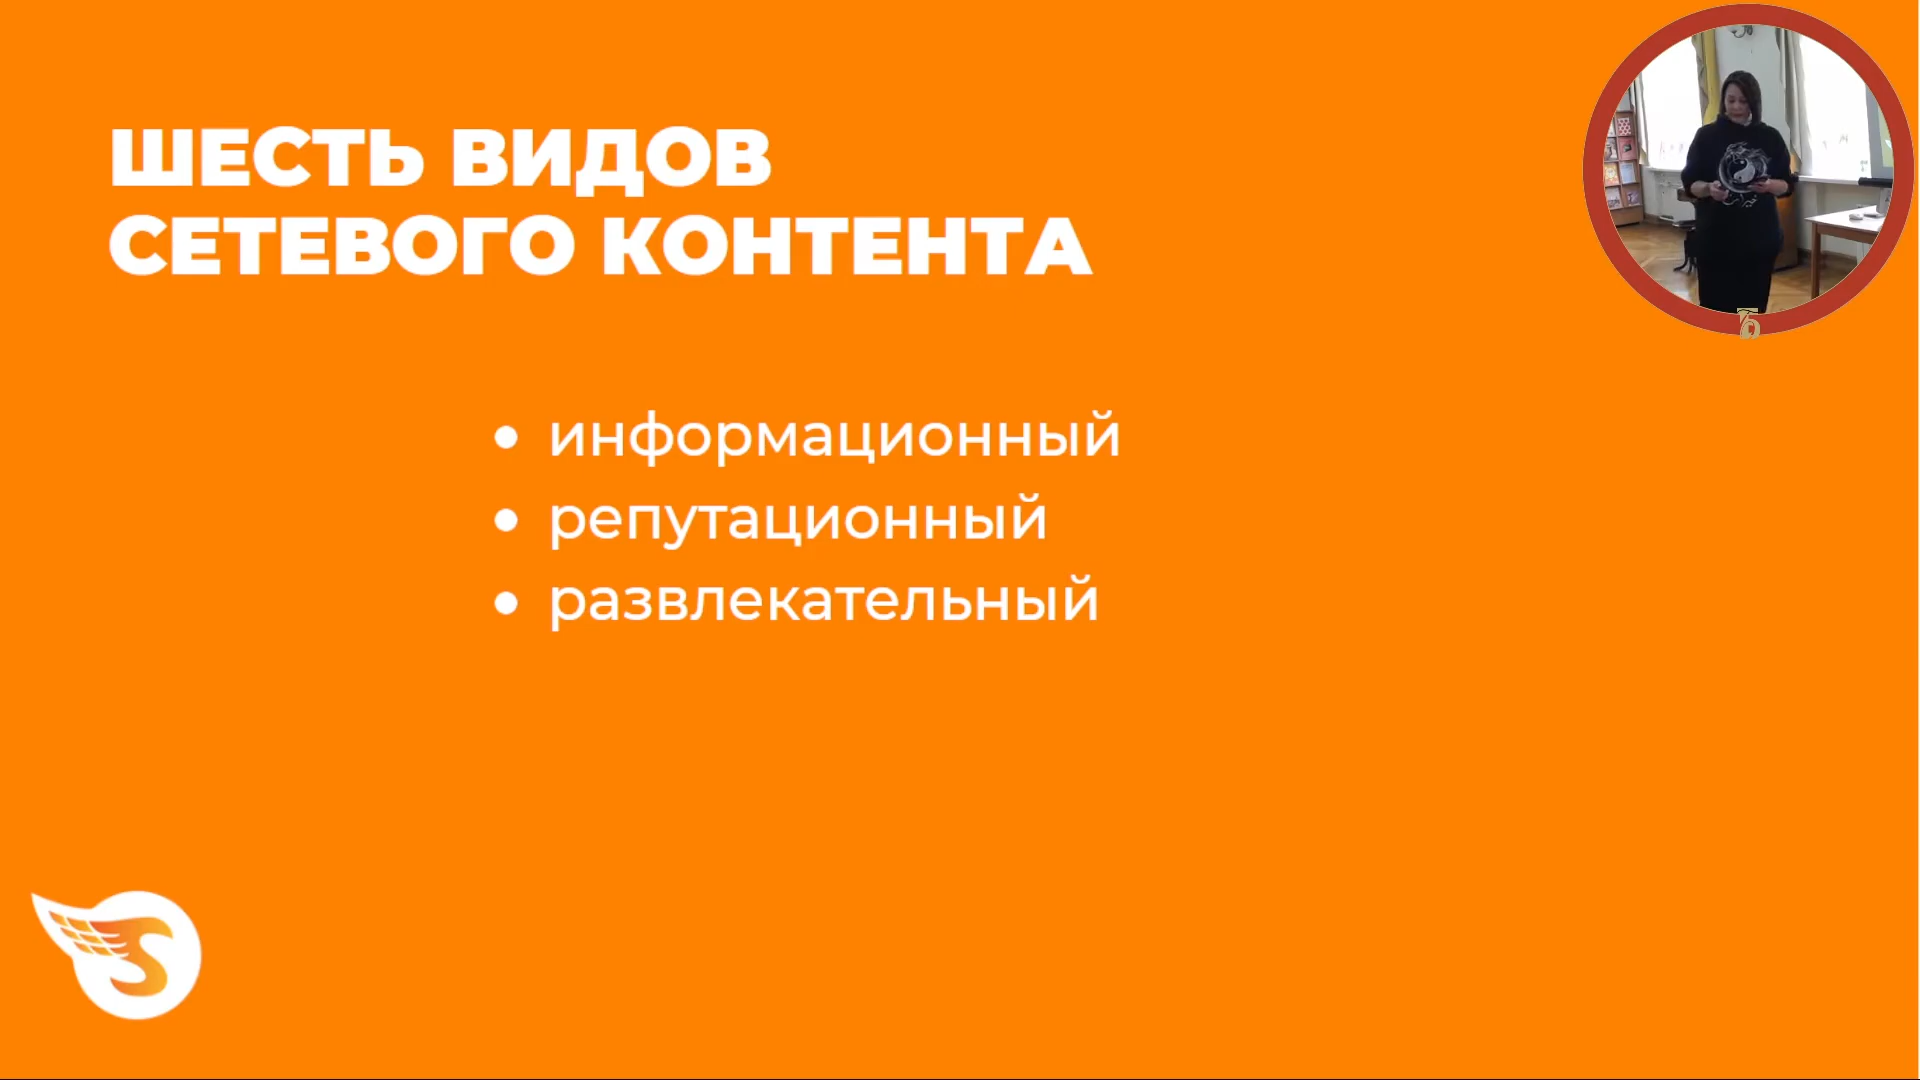 ШЕСТЬ ВИДОВ
СЕТЕВОГО КОНТЕНТА
• информационный
• репутационный
• развлекательный